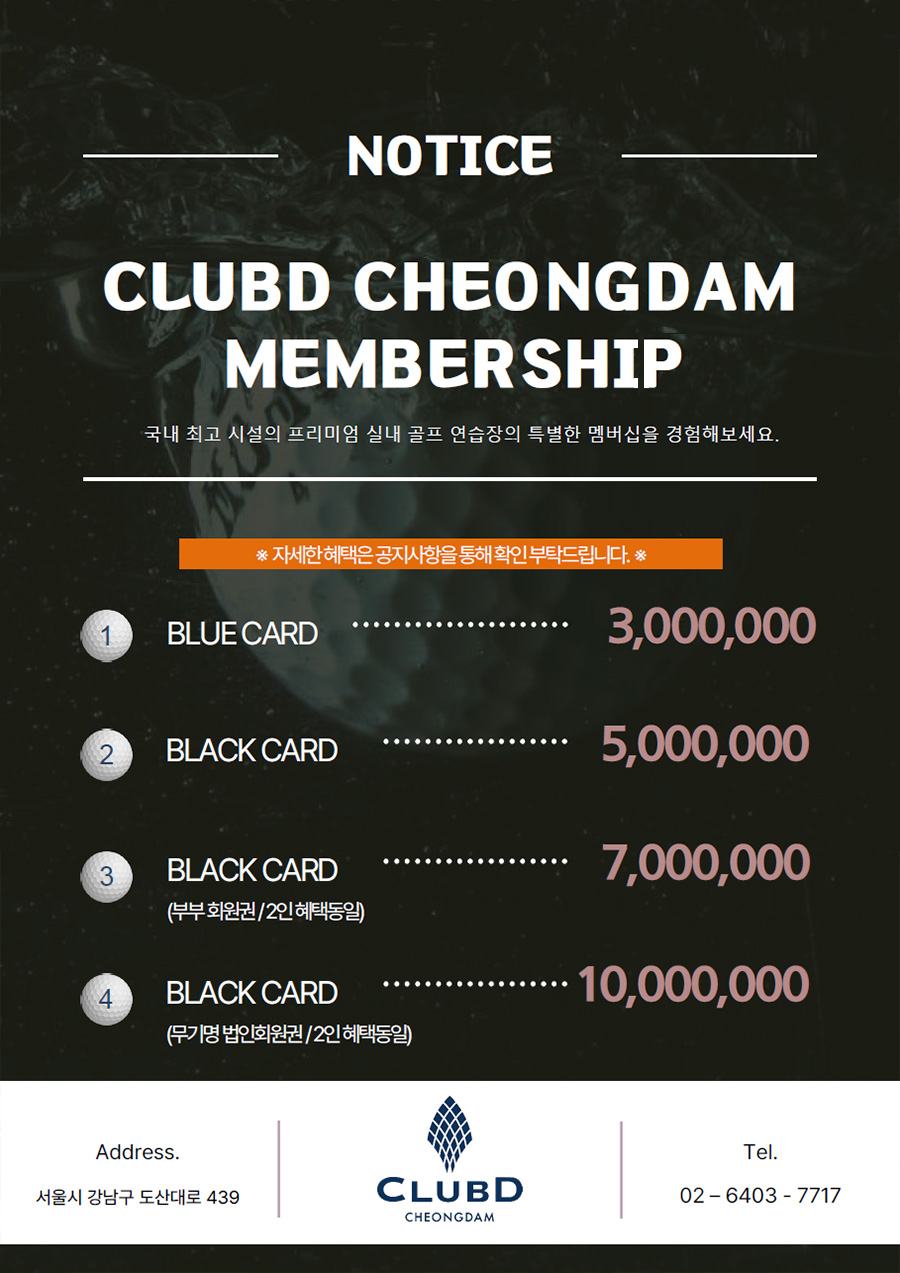 NOTICE
CLUBD CHEONGDAM
MEMBERSHIP
국내 최고 시설의 프리미엄 실내 골프 연습장의 특별한 멤버십을 경험해보세요.
※ 자세한 혜택은 공지사항을 통해 확인 부탁드립니다. ※
1 BLUE CARD 3,000,000
2 BLACK CARD 5,000,000
3 BLACK CARD 7,000,000
(부부 회원권 / 2인 혜택동일)
4 BLACK CARD 10,000,000
(무기명 법인회원권 / 2인 혜택동일)
Address.
서울시 강남구 도산대로 439
CLUBD
CHEONGDAM
Tel.
02 – 6403 - 7717